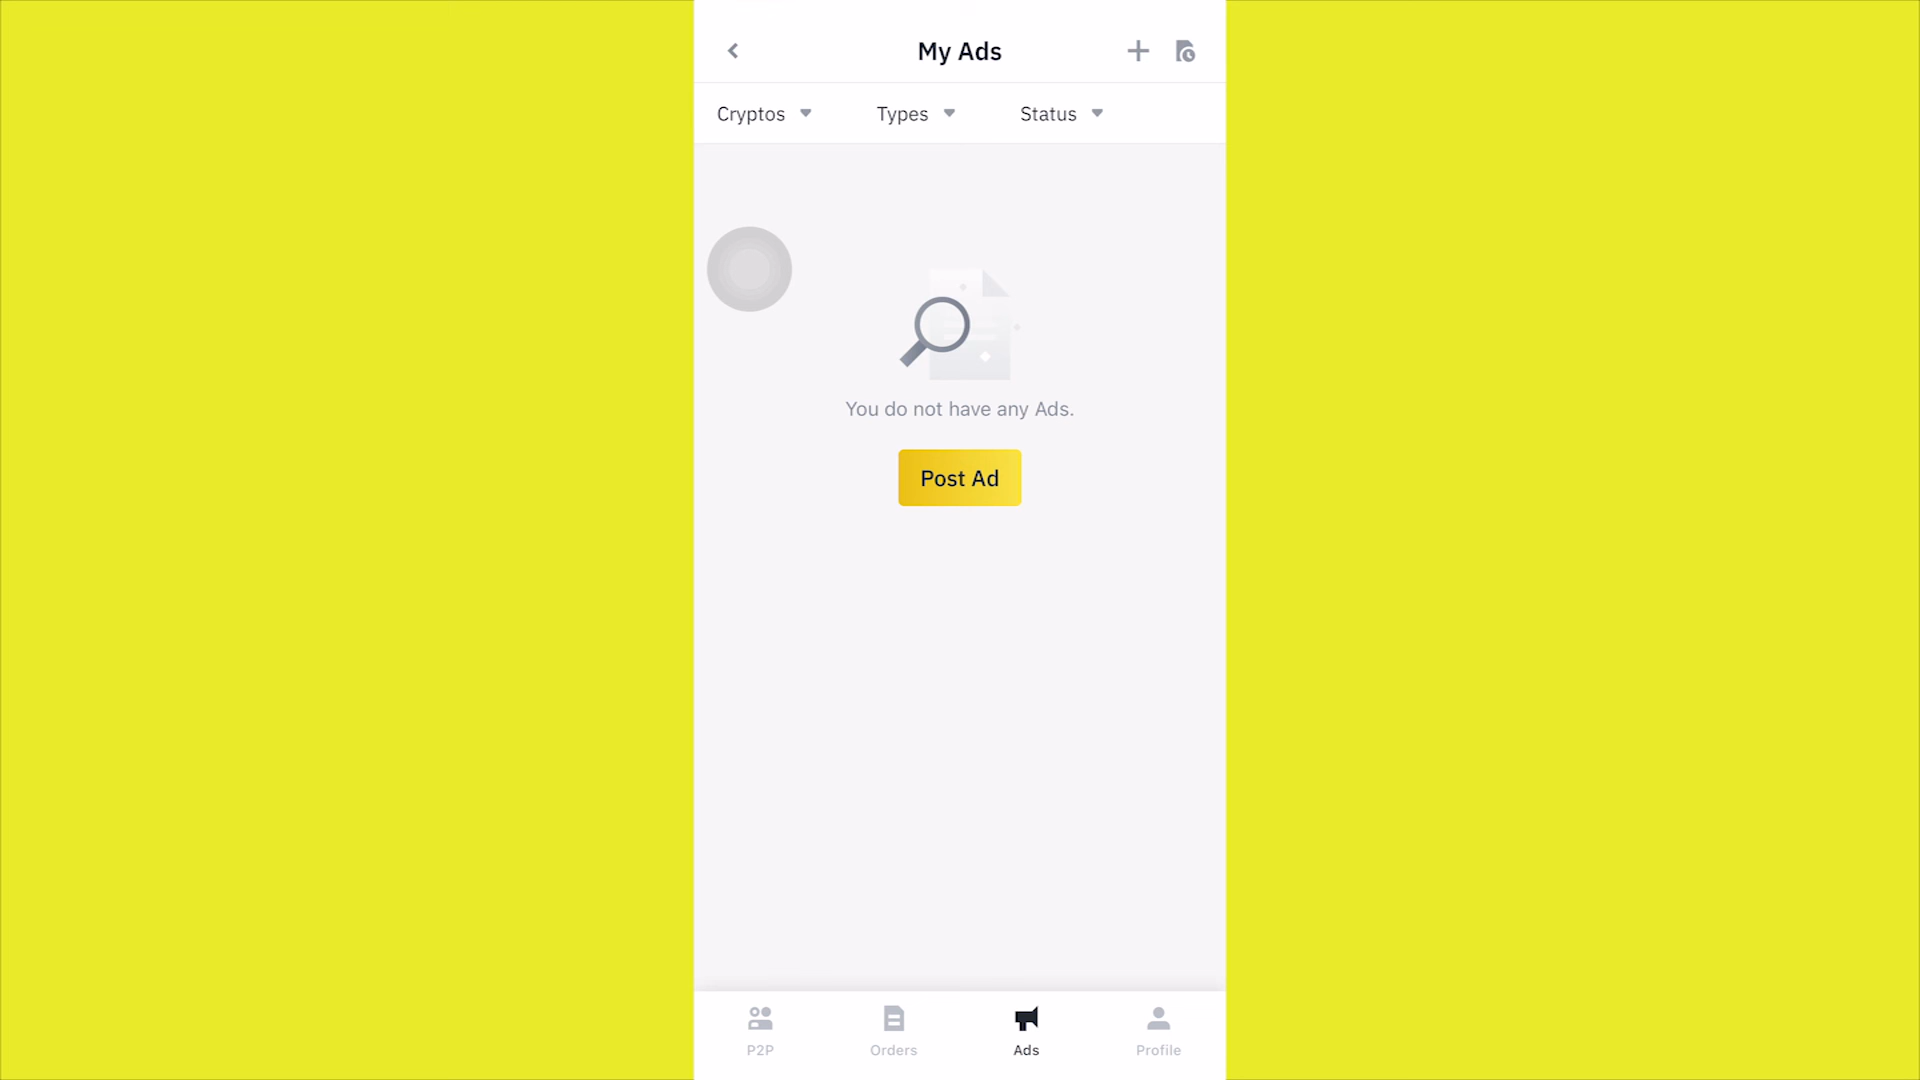 My Ads
Cryptos Types Status
You do not have any Ads.
Post Ad
P2P Orders Ads Profile